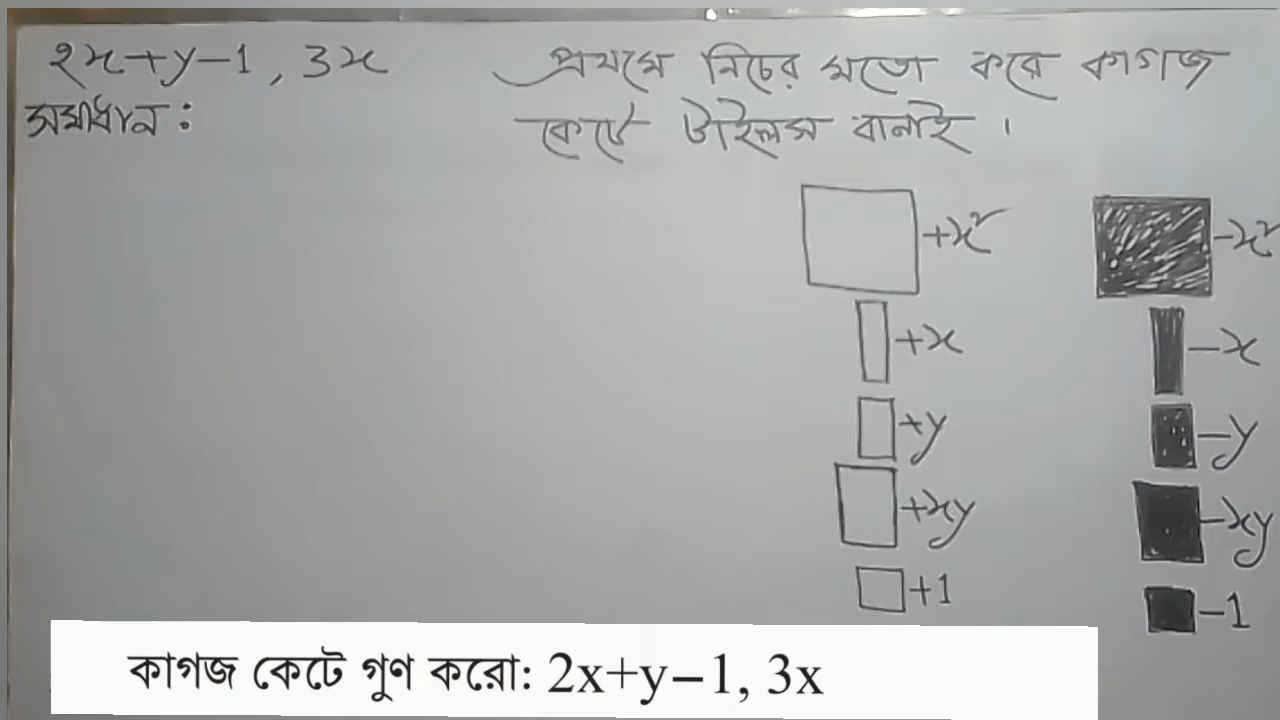 2x+y-1, 3x
সমাধান:
প্রথমে নিচের মতো করে কাগজ
কেটে টাইলস বানাই।
+x²
-x²
+x
-x
+y
-y
+xy
-xy
+1
-1
কাগজ কেটে গুণ করো: 2x+y−1, 3x